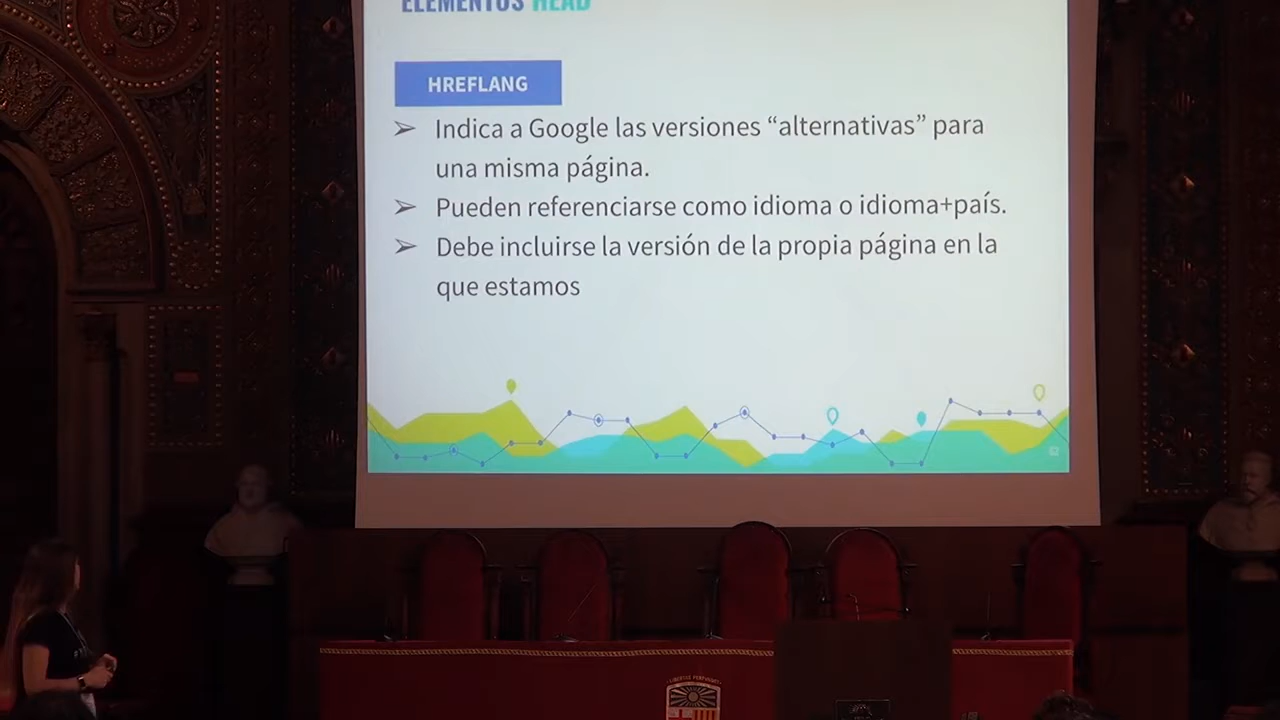 ELEMENTOS HEAD
HREFLANG
➢ Indica a Google las versiones “alternativas” para
una misma página.
➢ Pueden referenciarse como idioma o idioma+país.
➢ Debe incluirse la versión de la propia página en la
que estamos
62